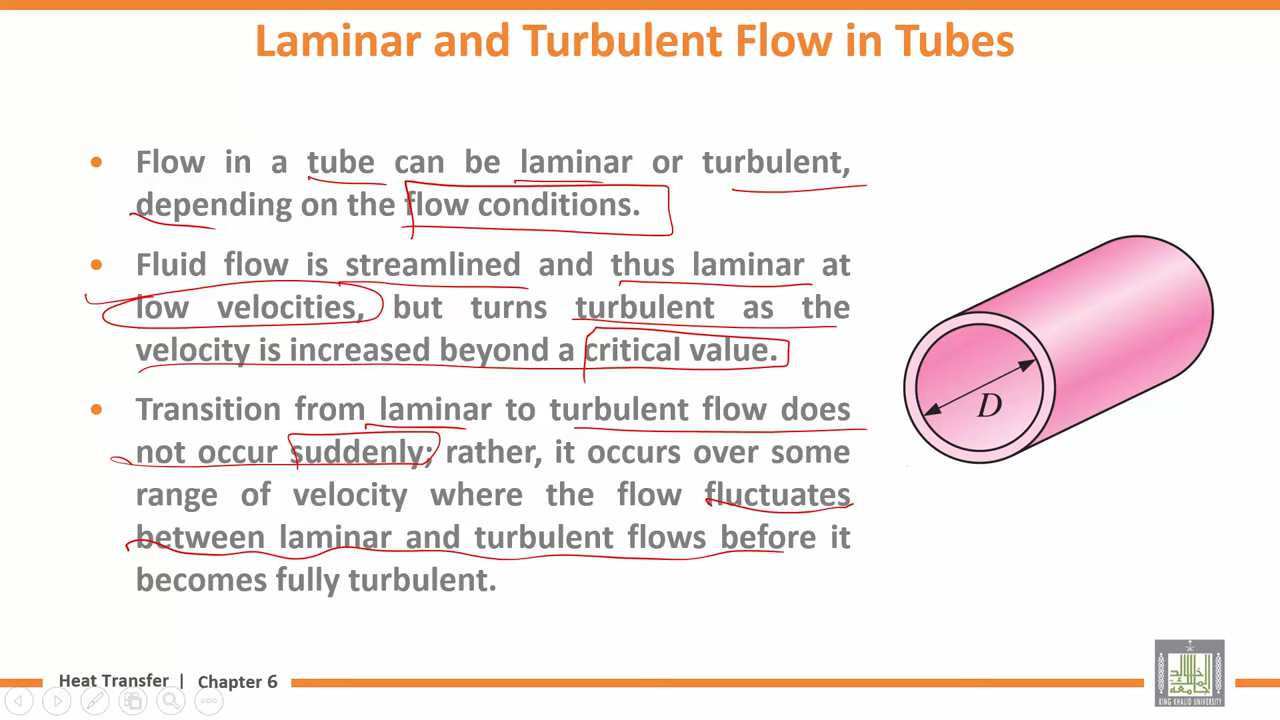 Laminar and Turbulent Flow in Tubes
• Flow in a tube can be laminar or turbulent,
depending on the flow conditions.
• Fluid flow is streamlined and thus laminar at
low velocities, but turns turbulent as the
velocity is increased beyond a critical value.
• Transition from laminar to turbulent flow does
not occur suddenly; rather, it occurs over some
range of velocity where the flow fluctuates
between laminar and turbulent flows before it
becomes fully turbulent.
D
Heat Transfer | Chapter 6
KING KHALID UNIVERSITY